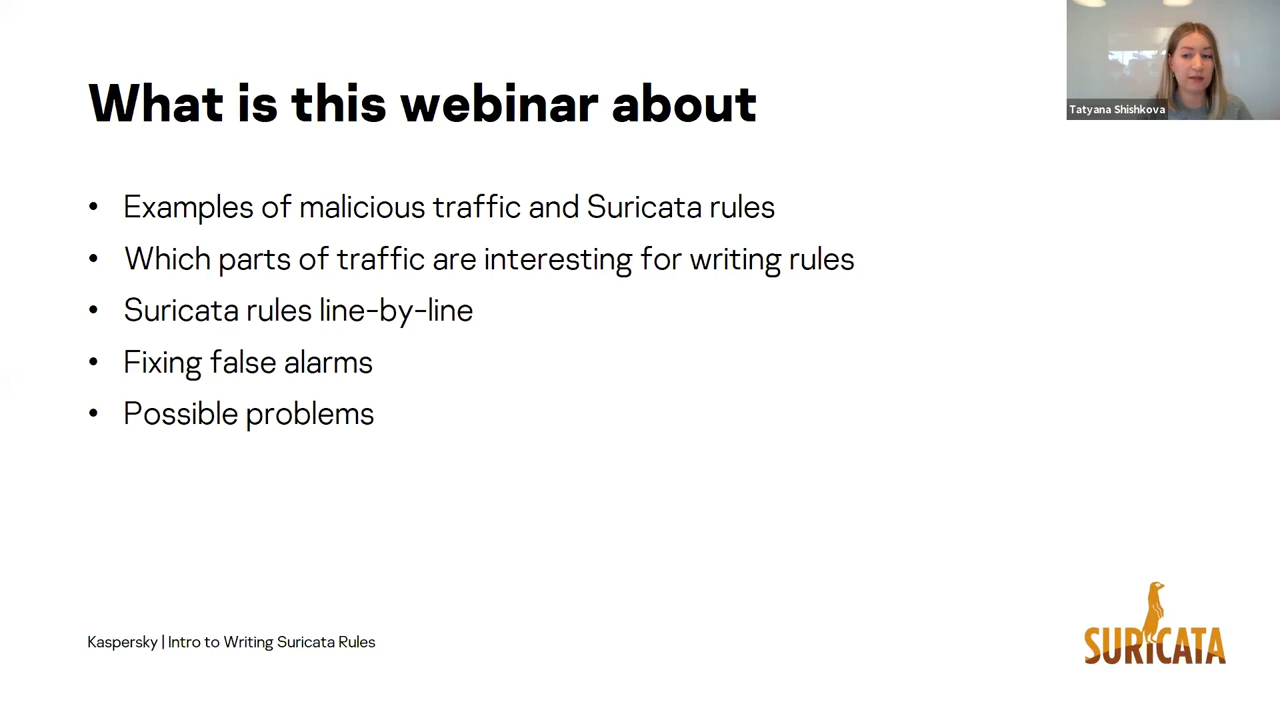 What is this webinar about
Tatyana Shishkova
• Examples of malicious traffic and Suricata rules
• Which parts of traffic are interesting for writing rules
• Suricata rules line-by-line
• Fixing false alarms
• Possible problems
Kaspersky | Intro to Writing Suricata Rules
SURICATA